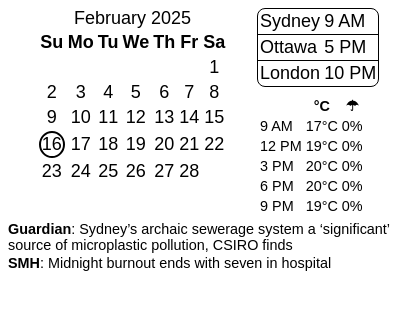 February 2025
Su Mo Tu We Th Fr Sa
1
2 3 4 5 6 7 8
9 10 11 12 13 14 15
16 17 18 19 20 21 22
23 24 25 26 27 28
Sydney 9 AM
Ottawa 5 PM
London 10 PM
°C ☂
9 AM 17°C 0%
12 PM 19°C 0%
3 PM 20°C 0%
6 PM 20°C 0%
9 PM 19°C 0%
Guardian: Sydney’s archaic sewerage system a ‘significant’
source of microplastic pollution, CSIRO finds
SMH: Midnight burnout ends with seven in hospital